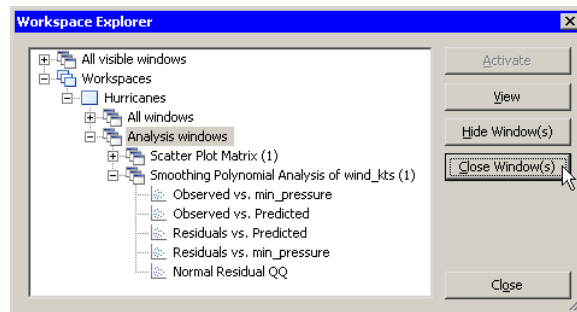 Workspace Explorer
All visible windows
Workspaces
Hurricanes
All windows
Analysis windows
Scatter Plot Matrix (1)
Smoothing Polynomial Analysis of wind_kts (1)
Observed vs. min_pressure
Observed vs. Predicted
Residuals vs. Predicted
Residuals vs. min_pressure
Normal Residual QQ
Activate
View
Hide Window(s)
Close Window(s)
Close